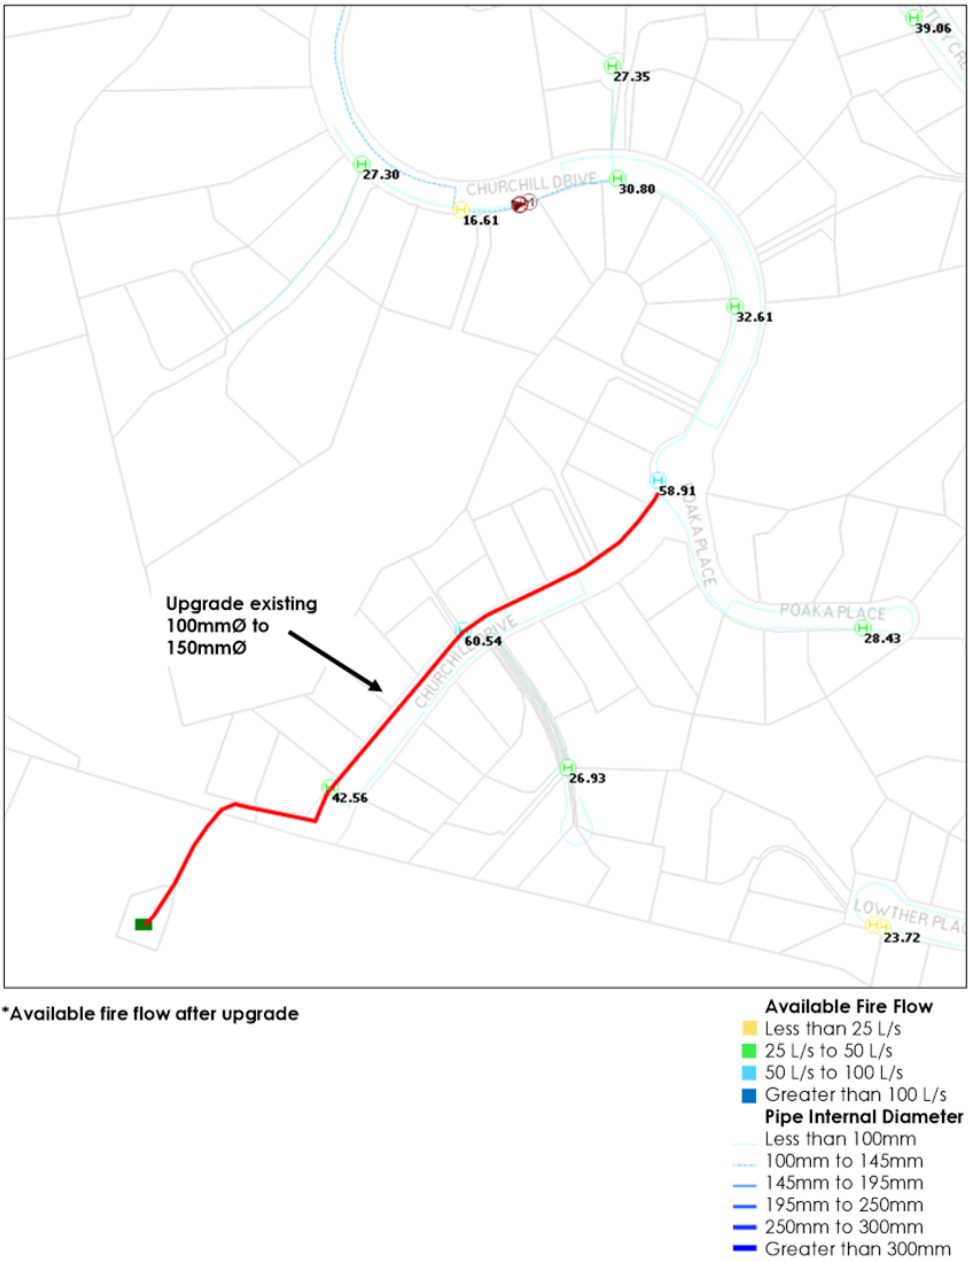 39.06
27.35
27.30
CHURCHILL DRIVE
30.80
16.61
32.61
58.91
POAKA PLACE
Upgrade existing
100mmØ to
150mmØ
60.54
CHURCHILL DRIVE
POAKA PLACE
28.43
26.93
42.56
LOWTHER PLAC
23.72
*Available fire flow after upgrade
Available Fire Flow
Less than 25 L/s
25 L/s to 50 L/s
50 L/s to 100 L/s
Greater than 100 L/s
Pipe Internal Diameter
Less than 100mm
100mm to 145mm
145mm to 195mm
195mm to 250mm
250mm to 300mm
Greater than 300mm